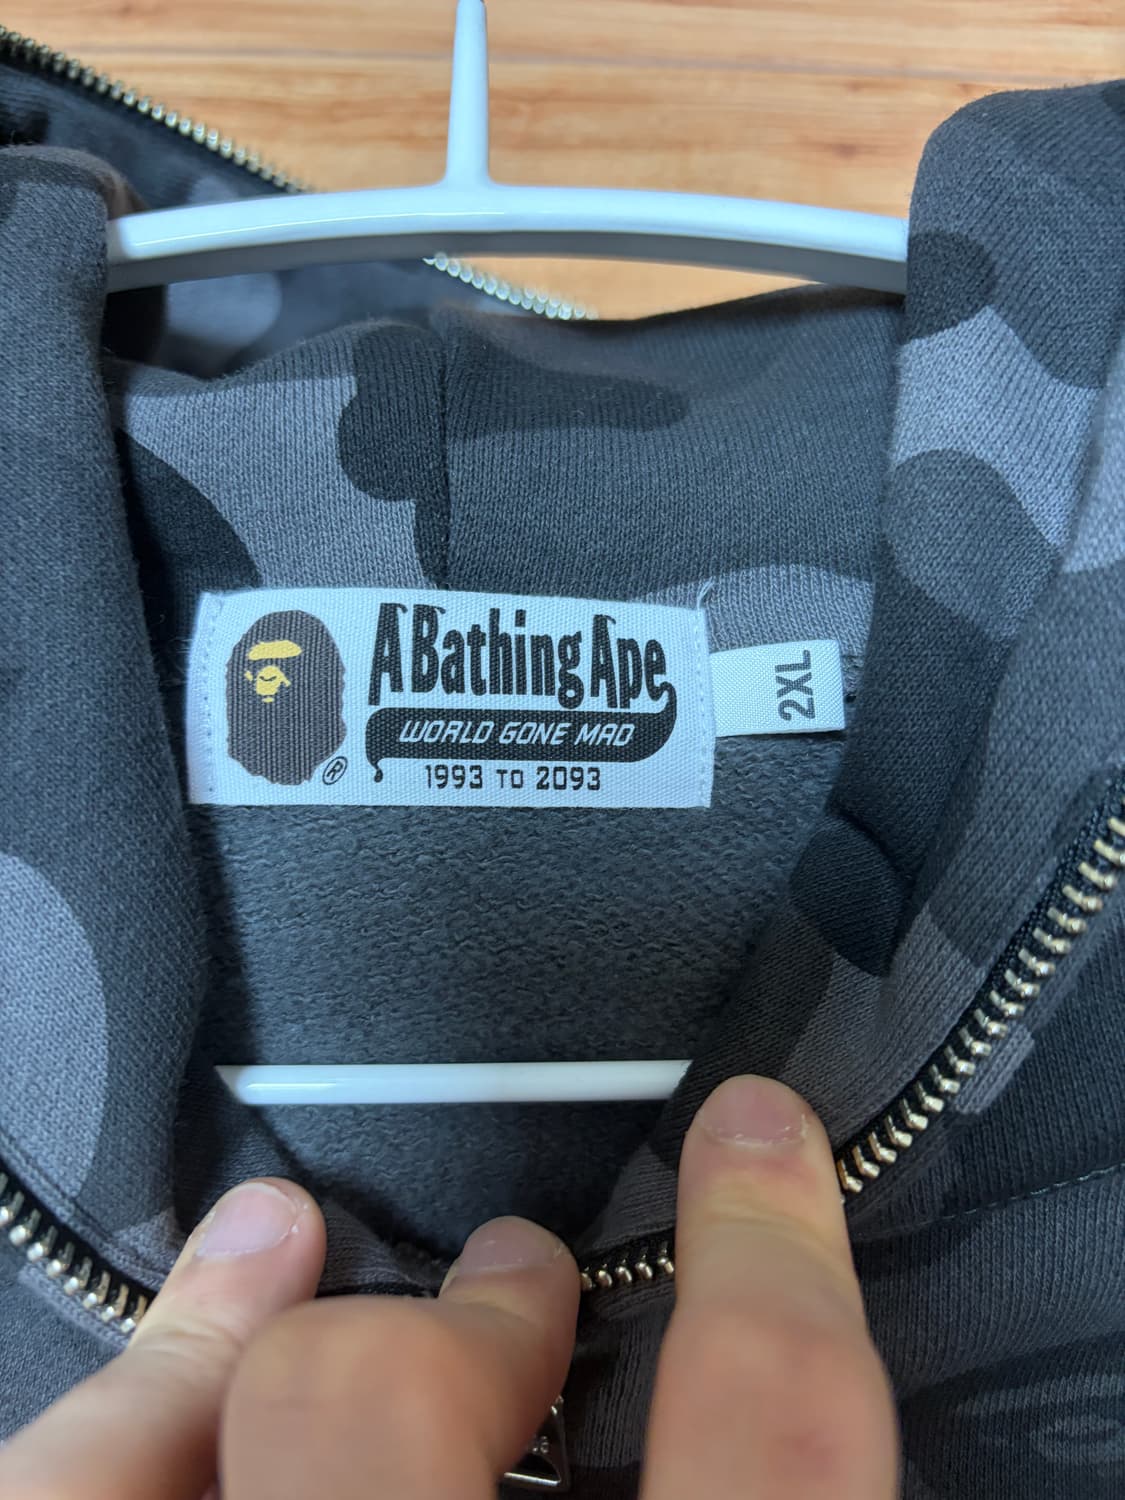 A Bathing Ape
WORLD GONE MAD
1993 TO 2093
®
2XL